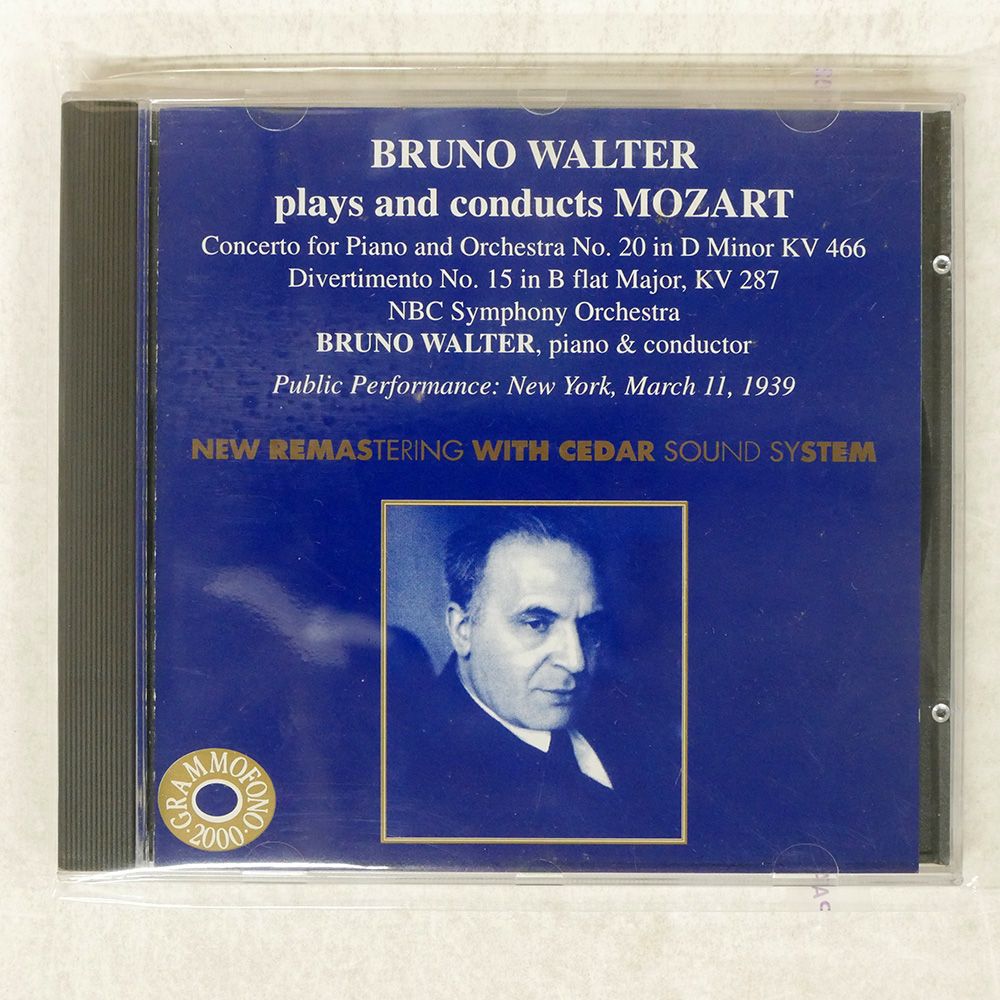 BRUNO WALTER
plays and conducts MOZART
Concerto for Piano and Orchestra No. 20 in D Minor KV 466
Divertimento No. 15 in B flat Major, KV 287
NBC Symphony Orchestra
BRUNO WALTER, piano & conductor
Public Performance: New York, March 11, 1939
NEW REMASTERING WITH CEDAR SOUND SYSTEM
GRAMMOFONO
2000